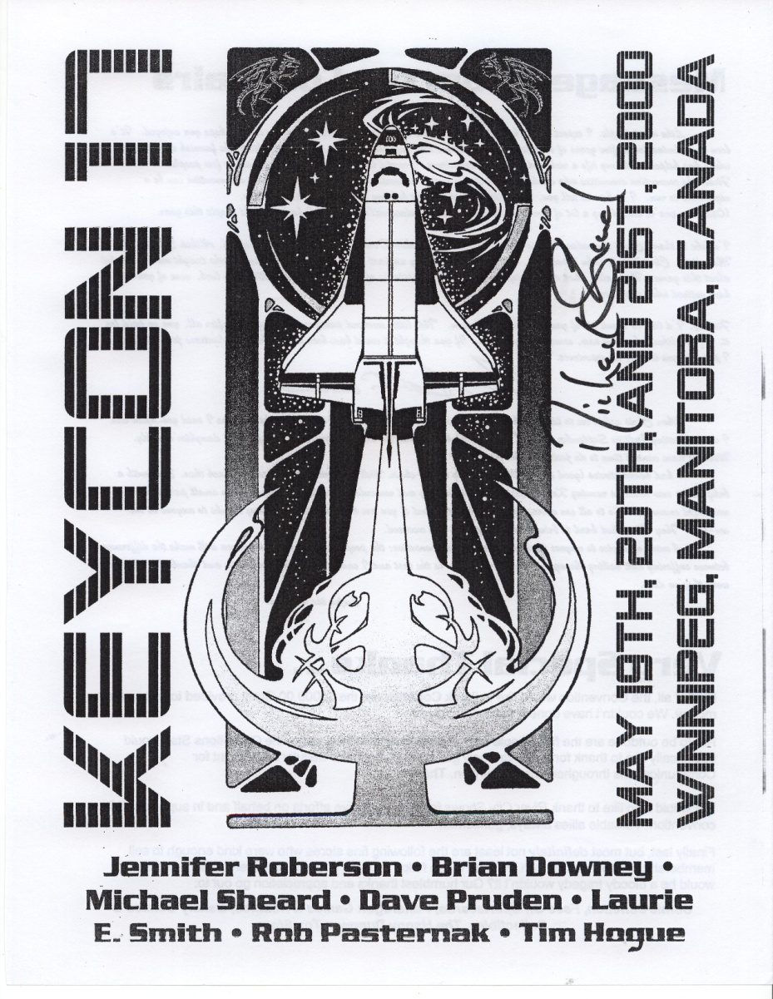 KEYCON 17
MAY 19TH, 20TH, AND 21ST, 2000
WINNIPEG, MANITOBA, CANADA
Jennifer Roberson • Brian Downey •
Michael Sheard • Dave Pruden • Laurie
E. Smith • Rob Pasternak • Tim Hogue